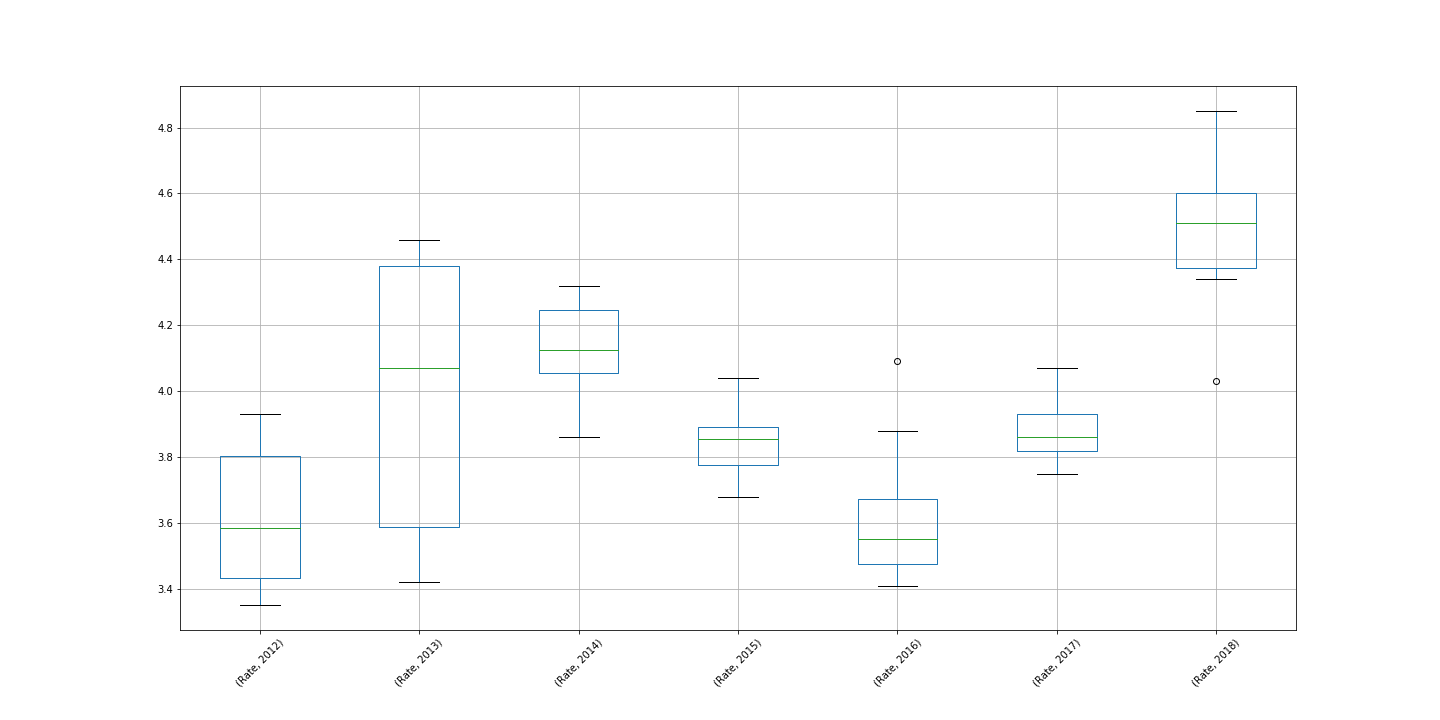 4.8
4.6
4.4
4.2
4.0
3.8
3.6
3.4
(Rate, 2012)
(Rate, 2013)
(Rate, 2014)
(Rate, 2015)
(Rate, 2016)
(Rate, 2017)
(Rate, 2018)